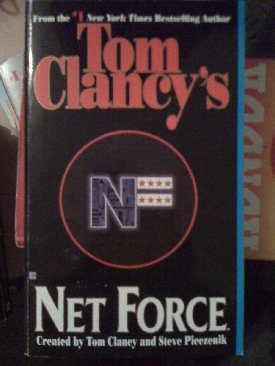 From the #1 New York Times Bestselling Author
Tom
Clancy's
NF
NET FORCE™
Created by Tom Clancy and Steve Pieczenik